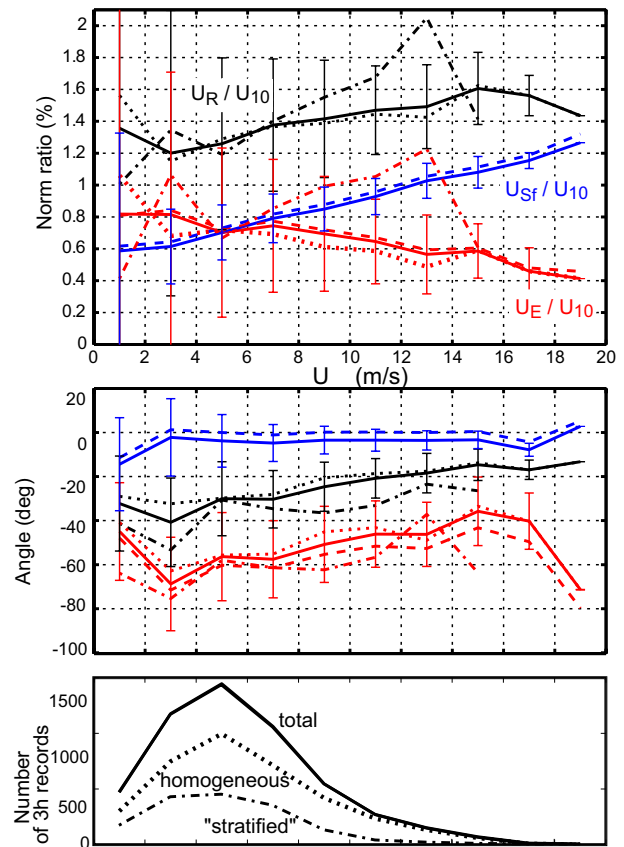 2
1.8
1.6
1.4
1.2
1
0.8
0.6
0.4
0.2
0
Norm ratio (%)
U_R / U_10
U_Sf / U_10
U_E / U_10
0 2 4 6 8 10 12 14 16 18 20
U (m/s)
20
0
-20
-40
-60
-80
-100
Angle (deg)
1500
1000
500
0
Number
of 3h records
total
homogeneous
"stratified"